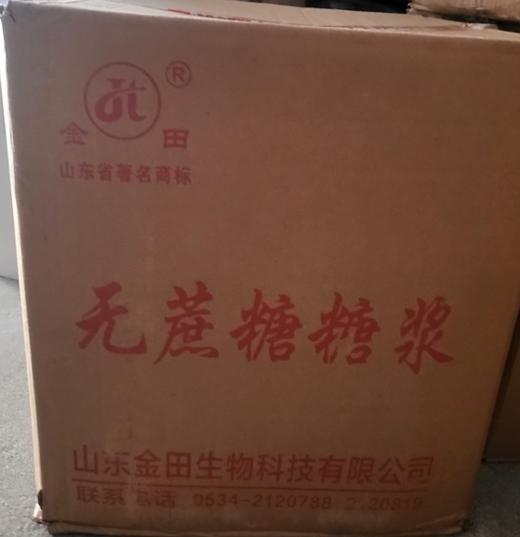 jt ®
金 田
山东省著名商标
无蔗糖糖浆
山东金田生物科技有限公司
联系电话 0534-2120788 2120819